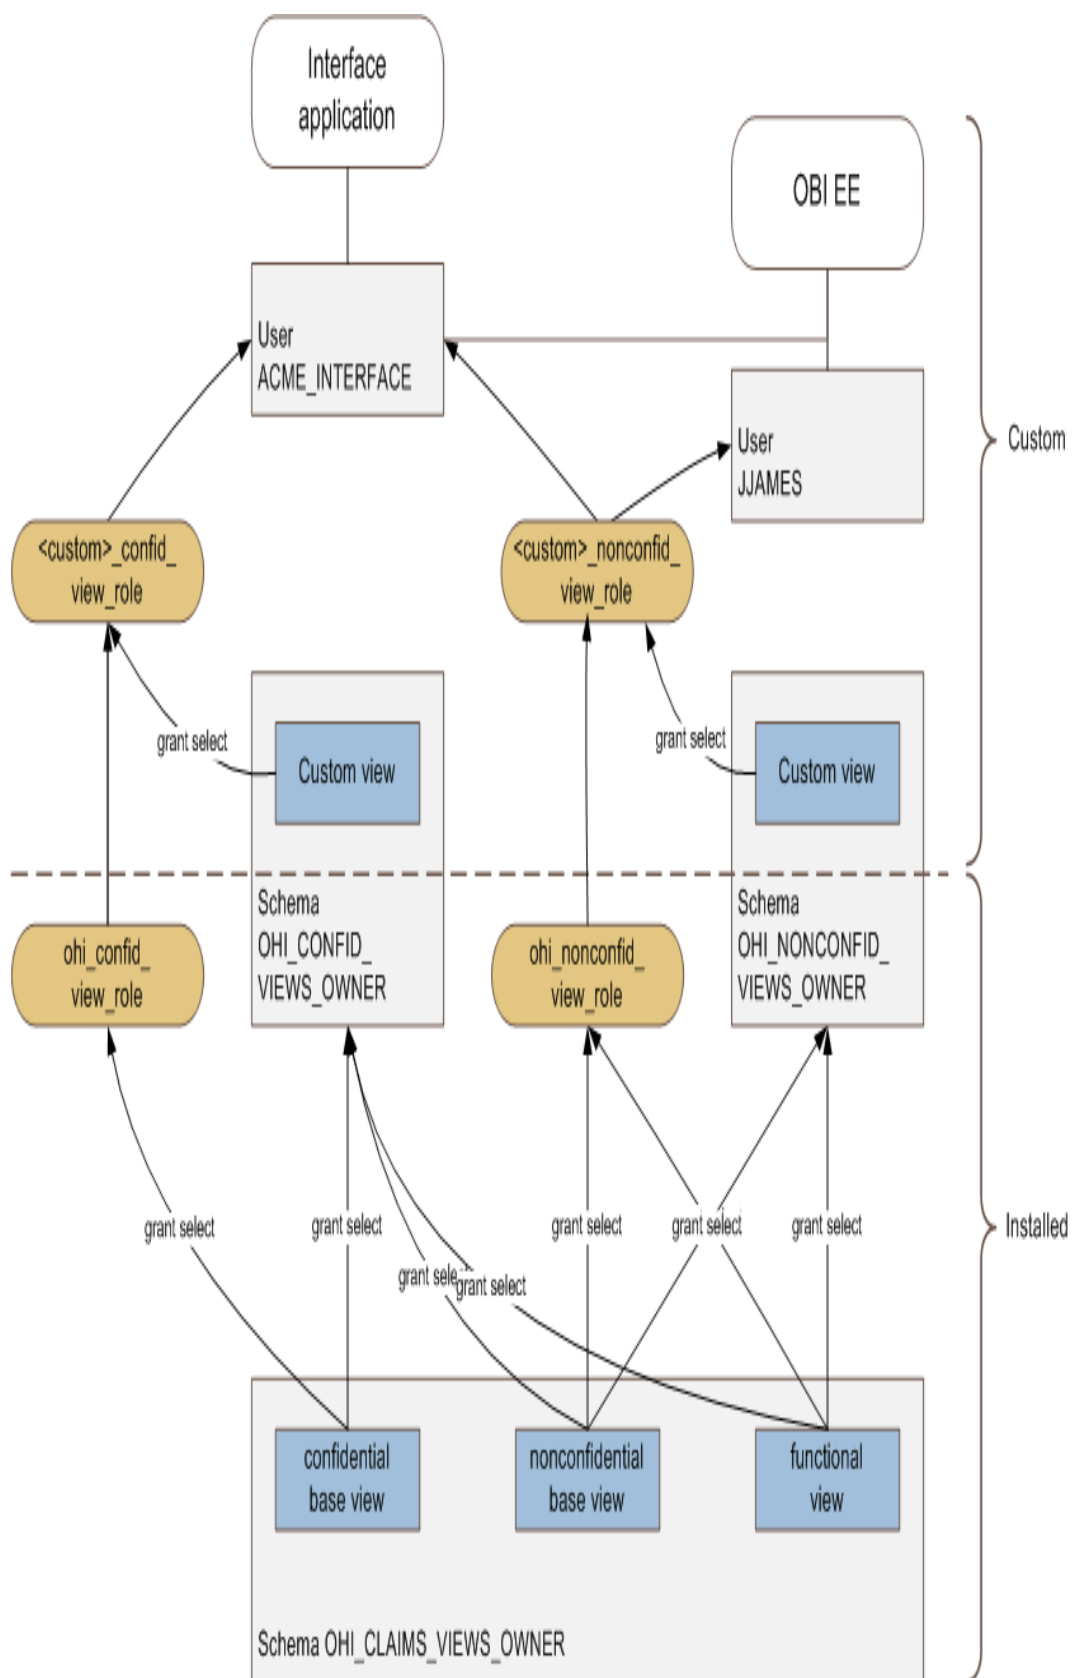 Interface
application
OBI EE
User
ACME_INTERFACE
User
JJAMES
Custom
<custom>_confid_
view_role
<custom>_nonconfid_
view_role
grant select
Custom view
grant select
Custom view
Schema
OHI_CONFID_
VIEWS_OWNER
Schema
OHI_NONCONFID_
VIEWS_OWNER
ohi_confid_
view_role
ohi_nonconfid_
view_role
grant select
grant select
grant select
grant select
grant select
Installed
grant selec
grant select
confidential
base view
nonconfidential
base view
functional
view
Schema OHI_CLAIMS_VIEWS_OWNER